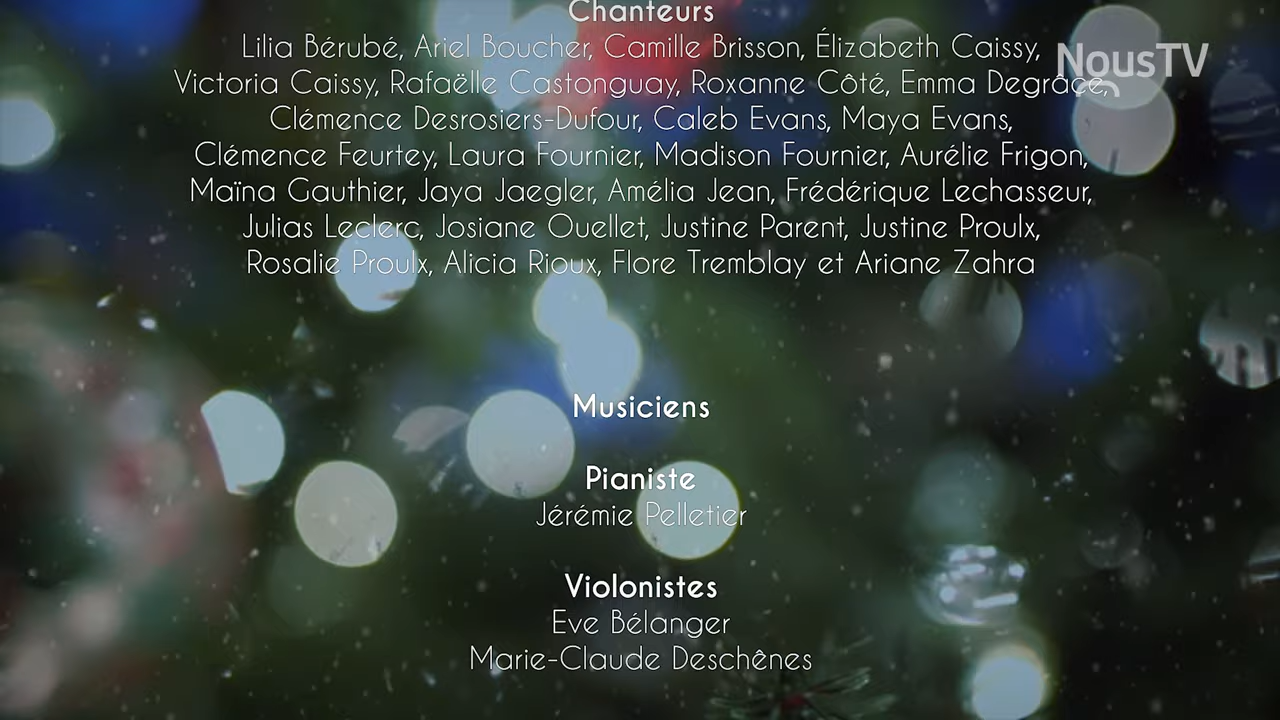 Chanteurs
Lilia Bérubé, Ariel Boucher, Camille Brisson, Élizabeth Caissy,
NousTV
Victoria Caissy, Rafaëlle Castonguay, Roxanne Côté, Emma Degrâce,
Clémence Desrosiers-Dufour, Caleb Evans, Maya Evans,
Clémence Feurtey, Laura Fournier, Madison Fournier, Aurélie Frigon,
Maïna Gauthier, Jaya Jaegler, Amélia Jean, Frédérique Lechasseur,
Julias Leclerc, Josiane Ouellet, Justine Parent, Justine Proulx,
Rosalie Proulx, Alicia Rioux, Flore Tremblay et Ariane Zahra
Musiciens
Pianiste
Jérémie Pelletier
Violonistes
Eve Bélanger
Marie-Claude Deschênes